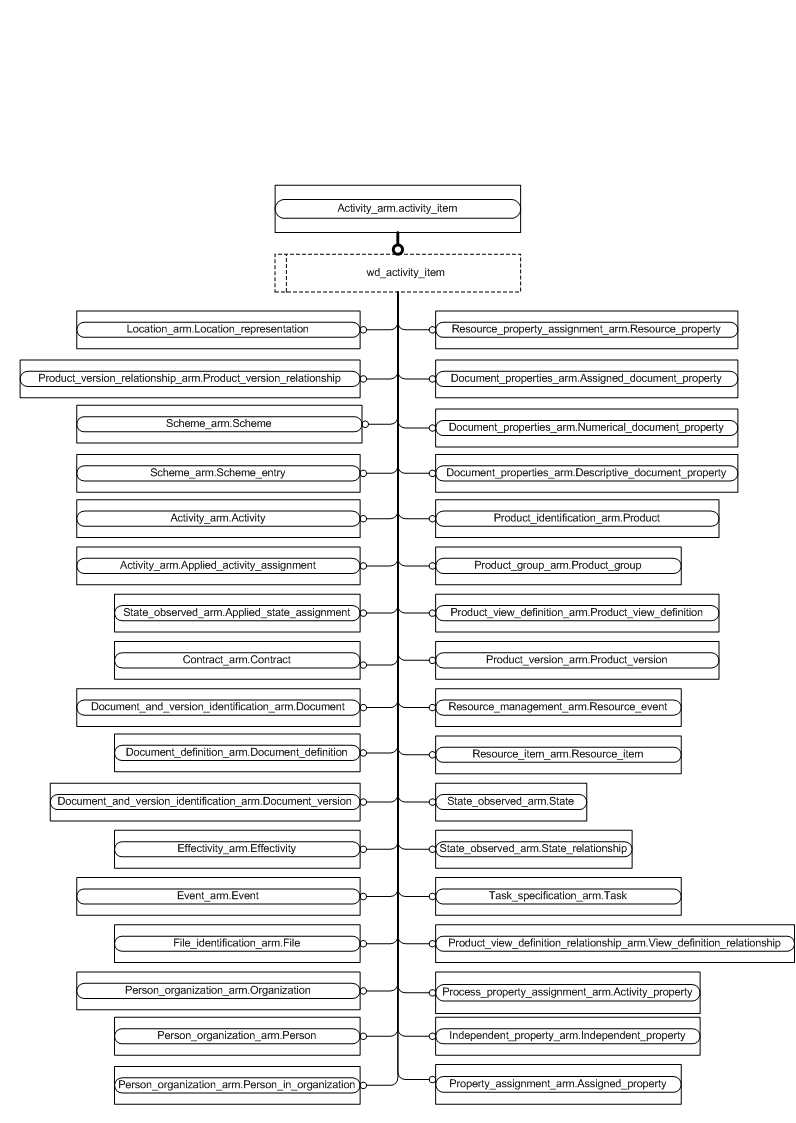 Activity_arm.activity_item
wd_activity_item
Location_arm.Location_representation
Resource_property_assignment_arm.Resource_property
Product_version_relationship_arm.Product_version_relationship
Document_properties_arm.Assigned_document_property
Scheme_arm.Scheme
Document_properties_arm.Numerical_document_property
Scheme_arm.Scheme_entry
Document_properties_arm.Descriptive_document_property
Activity_arm.Activity
Product_identification_arm.Product
Activity_arm.Applied_activity_assignment
Product_group_arm.Product_group
State_observed_arm.Applied_state_assignment
Product_view_definition_arm.Product_view_definition
Contract_arm.Contract
Product_version_arm.Product_version
Document_and_version_identification_arm.Document
Resource_management_arm.Resource_event
Document_definition_arm.Document_definition
Resource_item_arm.Resource_item
Document_and_version_identification_arm.Document_version
State_observed_arm.State
Effectivity_arm.Effectivity
State_observed_arm.State_relationship
Event_arm.Event
Task_specification_arm.Task
File_identification_arm.File
Product_view_definition_relationship_arm.View_definition_relationship
Person_organization_arm.Organization
Process_property_assignment_arm.Activity_property
Person_organization_arm.Person
Independent_property_arm.Independent_property
Person_organization_arm.Person_in_organization
Property_assignment_arm.Assigned_property